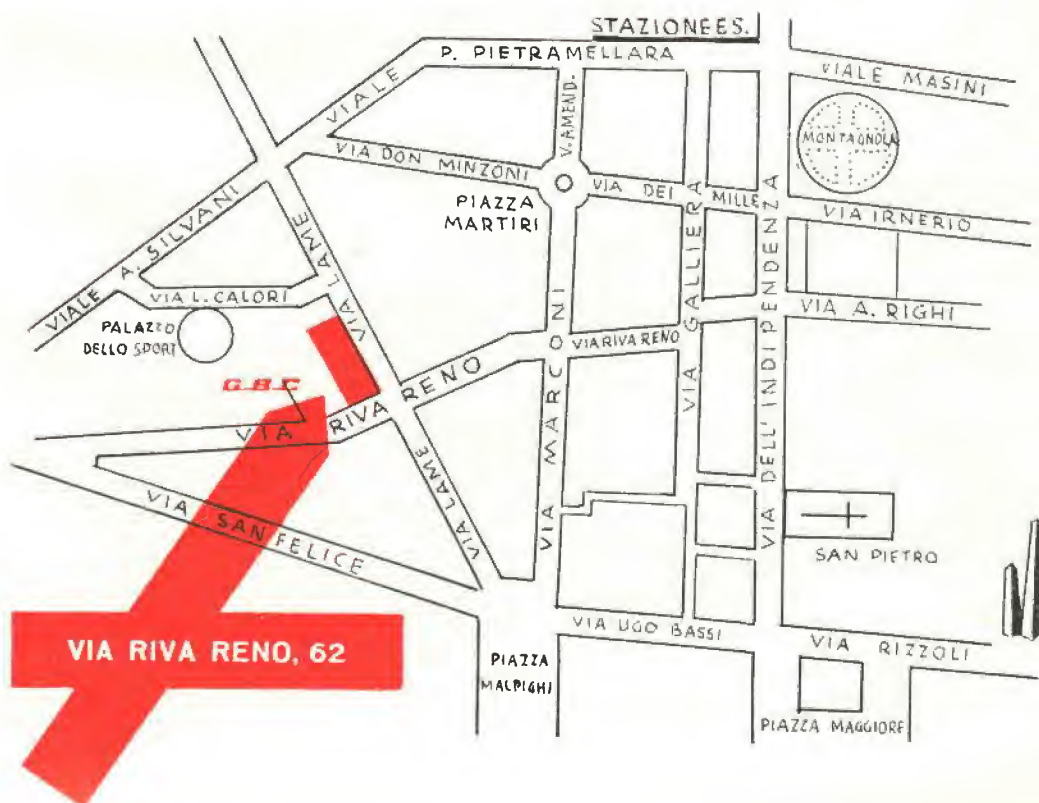 STAZIONE ES.
VIALE P. PIETRAMELLARA
VIALE MASINI
V. AMEND.
MONTAGNOLA
VIA DON MINZONI
VIA DEI MILLE
PIAZZA
MARTIRI
VIA IRNERIO
VIALE A. SILVANI
VIA LAME
VIA L. CALORI
VIA GALLIERA
VIA DELL'INDIPENDENZA
VIA A. RIGHI
PALAZZO
DELLO SPORT
VIA MARCONI
VIA RIVA RENO
G.B.C
VIA RIVA RENO
VIA LAME
VIA SAN FELICE
SAN PIETRO
VIA RIVA RENO, 62
VIA UGO BASSI
VIA RIZZOLI
PIAZZA
MALPIGHI
PIAZZA MAGGIORE